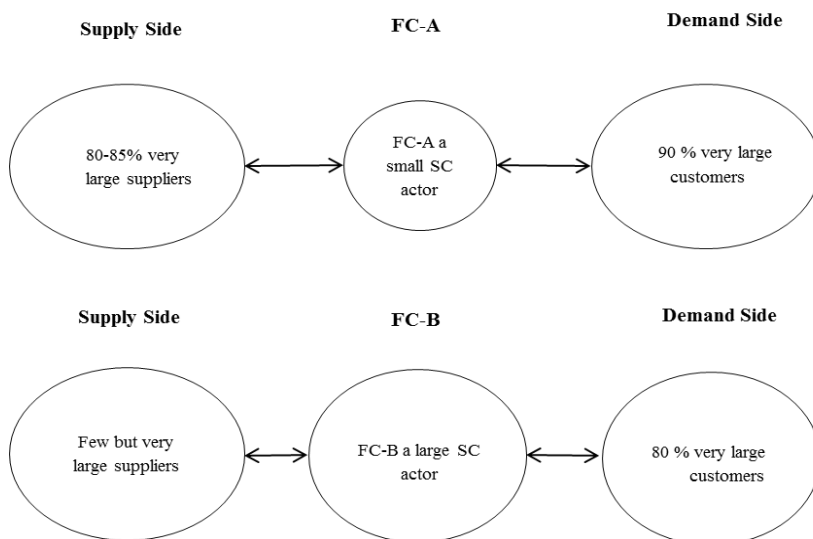 Supply Side
FC-A
Demand Side
80-85% very
large suppliers
FC-A a
small SC
actor
90 % very large
customers
Supply Side
FC-B
Demand Side
Few but very
large suppliers
FC-B a large SC
actor
80 % very large
customers